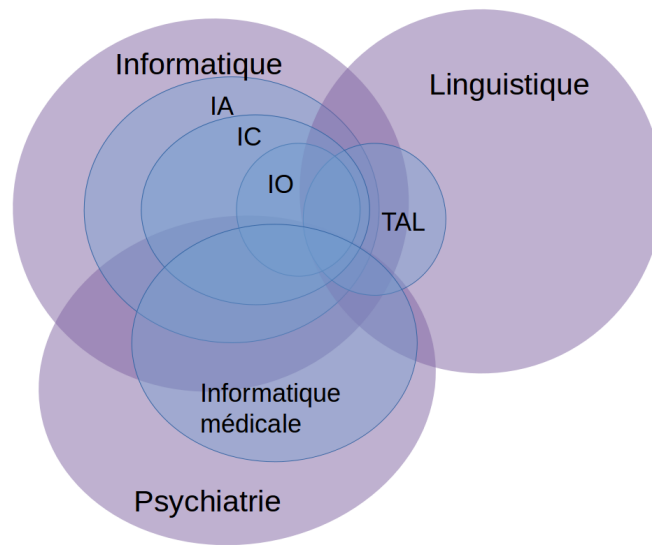 Informatique
Linguistique
IA
IC
IO
TAL
Informatique
médicale
Psychiatrie